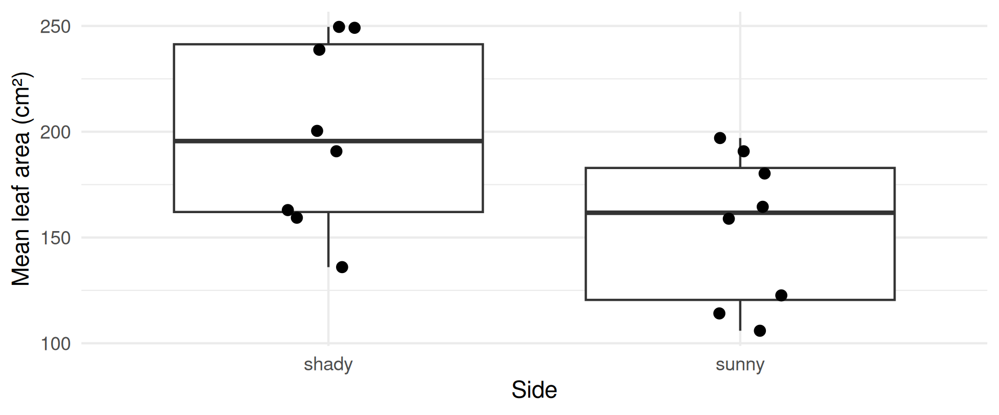 Mean leaf area (cm²)
250
200
150
100
shady
sunny
Side